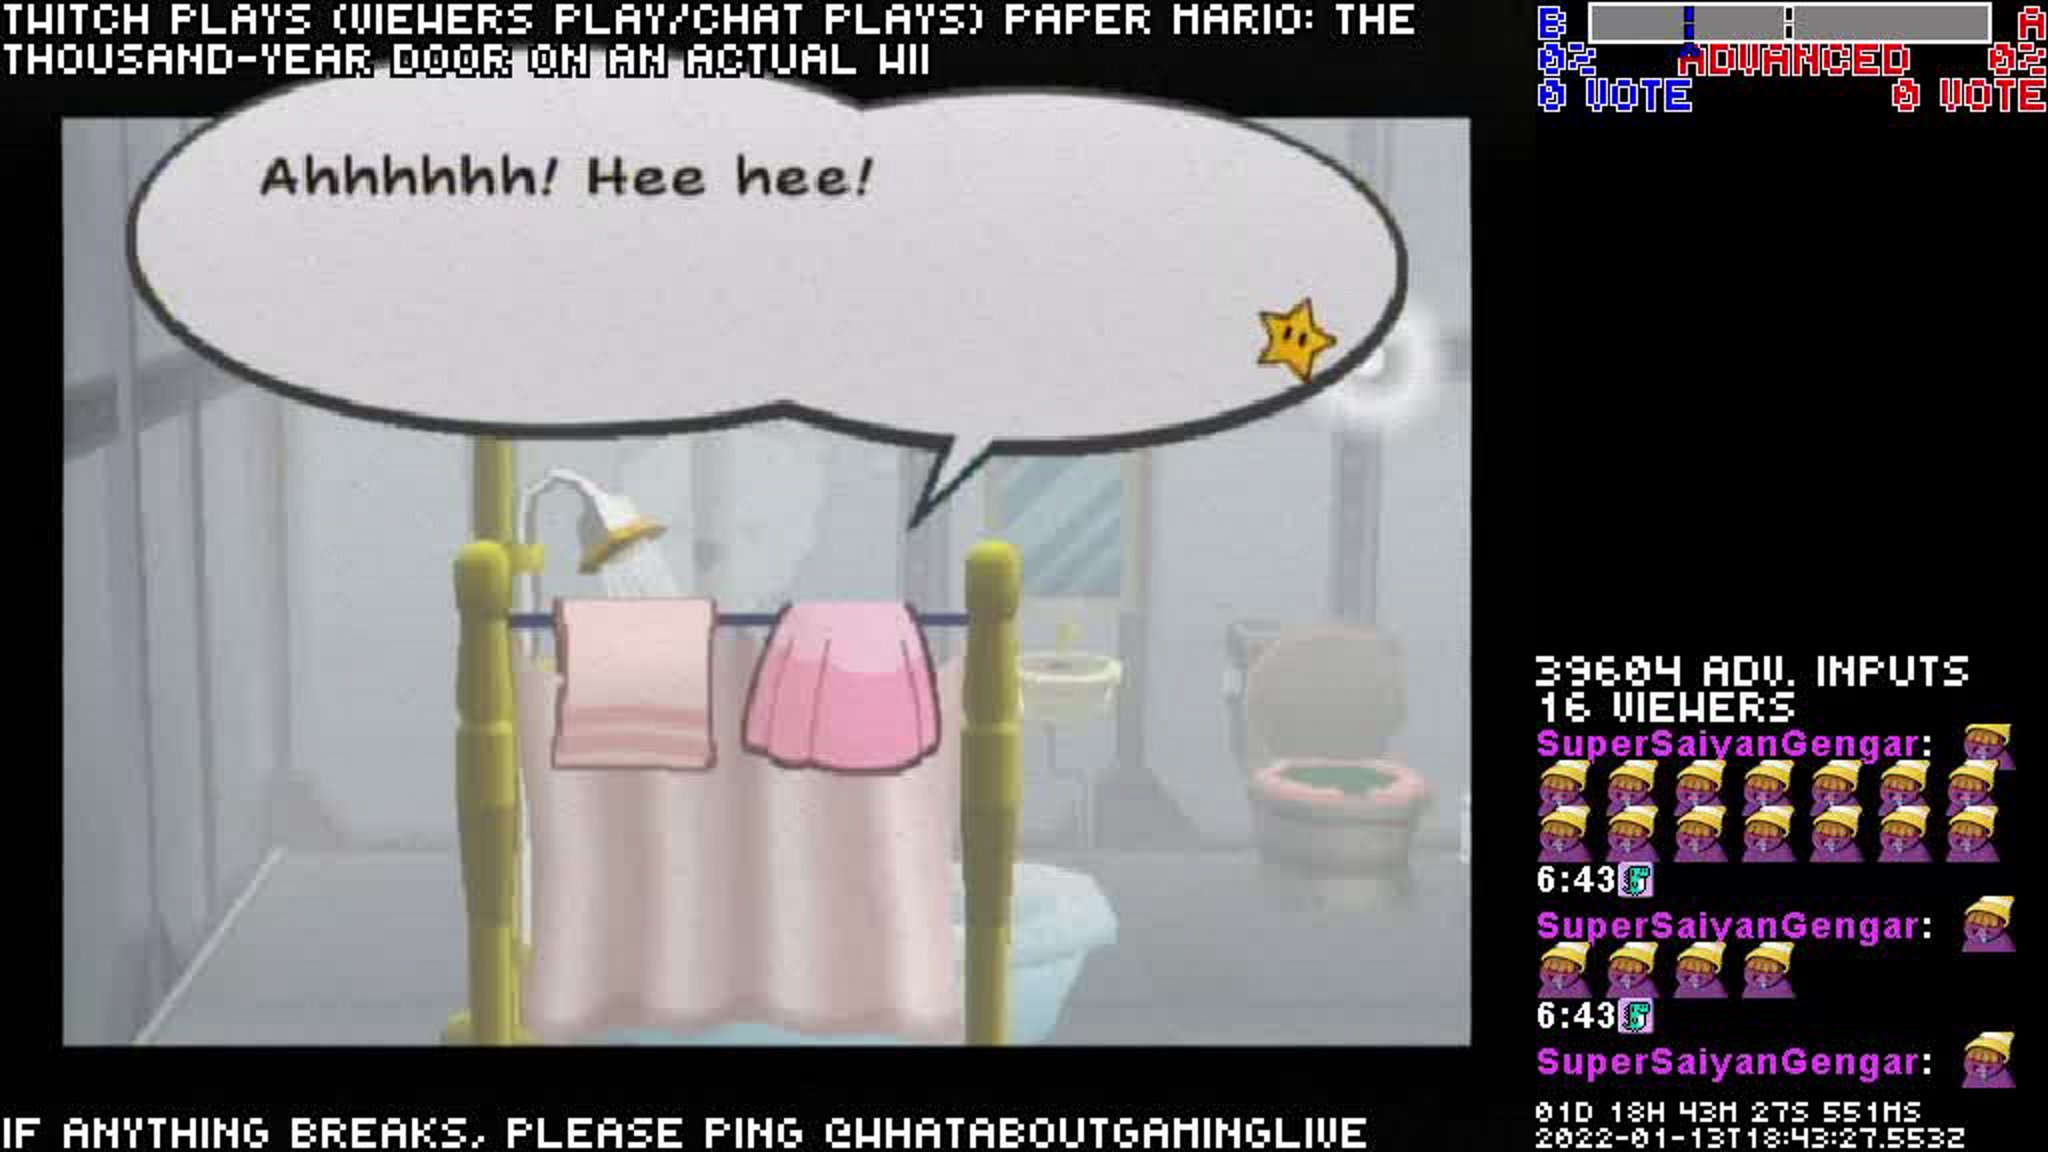 TWITCH PLAYS (VIEWERS PLAY/CHAT PLAYS) PAPER MARIO: THE
THOUSAND-YEAR DOOR ON AN ACTUAL WII
B A
0% ADVANCED 0%
0 VOTE 0 VOTE
Ahhhhhh! Hee hee!
39604 ADV. INPUTS
16 VIEWERS
SuperSaiyanGengar:
6:43
SuperSaiyanGengar:
6:43
SuperSaiyanGengar:
01D 18H 43M 27S 551MS
2022-01-13T18:43:27.553Z
IF ANYTHING BREAKS, PLEASE PING @WHATABOUTGAMINGLIVE